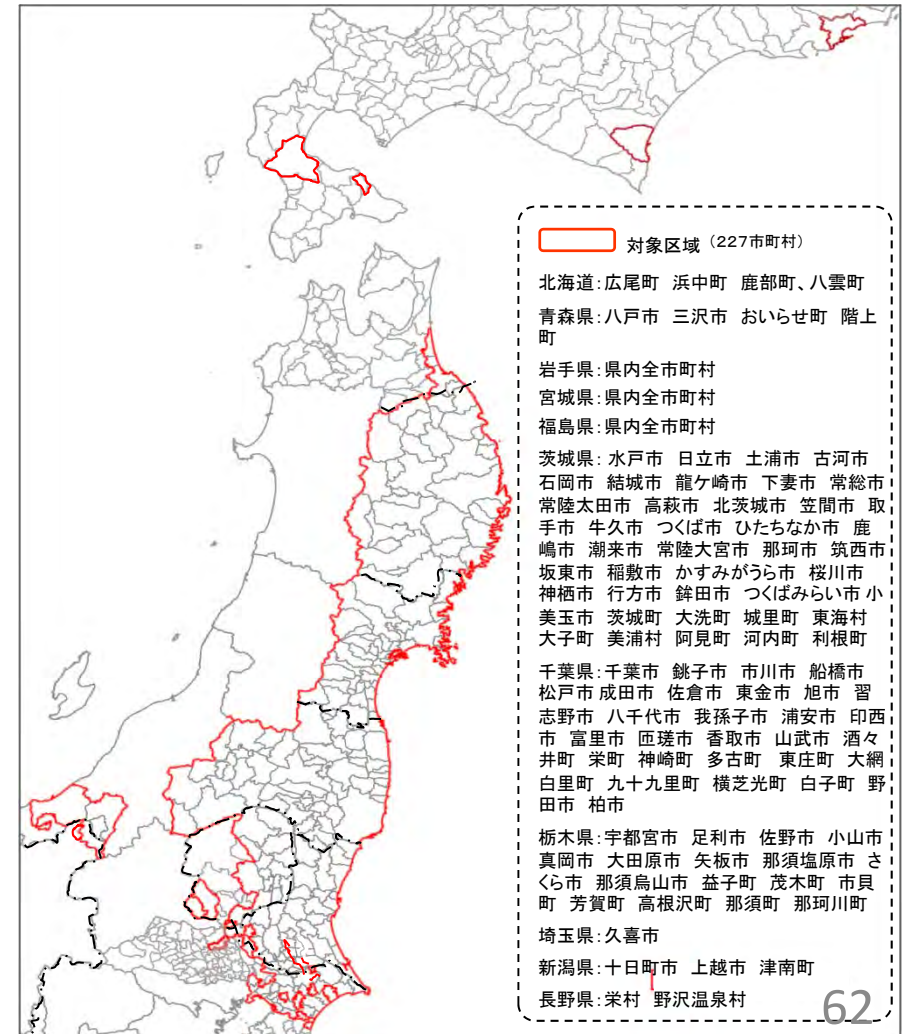 対象区域（227市町村）
北海道：広尾町　浜中町　鹿部町、八雲町
青森県：八戸市　三沢市　おいらせ町　階上
町
岩手県：県内全市町村
宮城県：県内全市町村
福島県：県内全市町村
茨城県：水戸市　日立市　土浦市　古河市
石岡市　結城市　龍ケ崎市　下妻市　常総市
常陸太田市　高萩市　北茨城市　笠間市　取
手市　牛久市　つくば市　ひたちなか市　鹿
嶋市　潮来市　常陸大宮市　那珂市　筑西市
坂東市　稲敷市　かすみがうら市　桜川市
神栖市　行方市　鉾田市　つくばみらい市 小
美玉市　茨城町　大洗町　城里町　東海村
大子町　美浦村　阿見町　河内町　利根町
千葉県：千葉市　銚子市　市川市　船橋市
松戸市 成田市　佐倉市　東金市　旭市　習
志野市　八千代市　我孫子市　浦安市　印西
市　富里市　匝瑳市　香取市　山武市　酒々
井町　栄町　神崎町　多古町　東庄町　大網
白里町　九十九里町　横芝光町　白子町　野
田市　柏市
栃木県：宇都宮市　足利市　佐野市　小山市
真岡市　大田原市　矢板市　那須塩原市　さ
くら市　那須烏山市　益子町　茂木町　市貝
町　芳賀町　高根沢町　那須町　那珂川町
埼玉県：久喜市
新潟県：十日町市　上越市　津南町
長野県：栄村　野沢温泉村
62